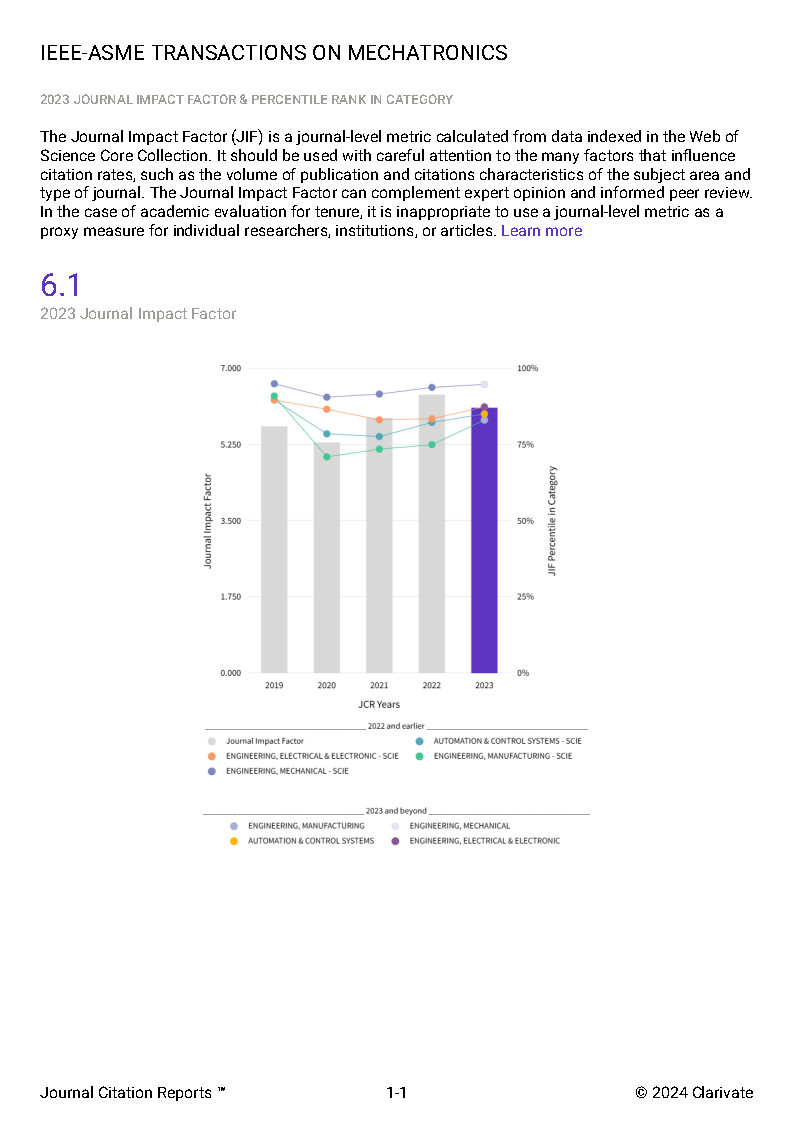 IEEE-ASME TRANSACTIONS ON MECHATRONICS
2023 JOURNAL IMPACT FACTOR & PERCENTILE RANK IN CATEGORY
The Journal Impact Factor (JIF) is a journal-level metric calculated from data indexed in the Web of
Science Core Collection. It should be used with careful attention to the many factors that influence
citation rates, such as the volume of publication and citations characteristics of the subject area and
type of journal. The Journal Impact Factor can complement expert opinion and informed peer review.
In the case of academic evaluation for tenure, it is inappropriate to use a journal-level metric as a
proxy measure for individual researchers, institutions, or articles. Learn more
6.1
2023 Journal Impact Factor
7.000 100%
5.250 75%
3.500 50%
1.750 25%
0.000 0%
Journal Impact Factor
JIF Percentile in Category
2019 2020 2021 2022 2023
JCR Years
2022 and earlier
Journal Impact Factor AUTOMATION & CONTROL SYSTEMS - SCIE
ENGINEERING, ELECTRICAL & ELECTRONIC - SCIE ENGINEERING, MANUFACTURING - SCIE
ENGINEERING, MECHANICAL - SCIE
2023 and beyond
ENGINEERING, MANUFACTURING ENGINEERING, MECHANICAL
AUTOMATION & CONTROL SYSTEMS ENGINEERING, ELECTRICAL & ELECTRONIC
Journal Citation Reports ™ 1-1 © 2024 Clarivate